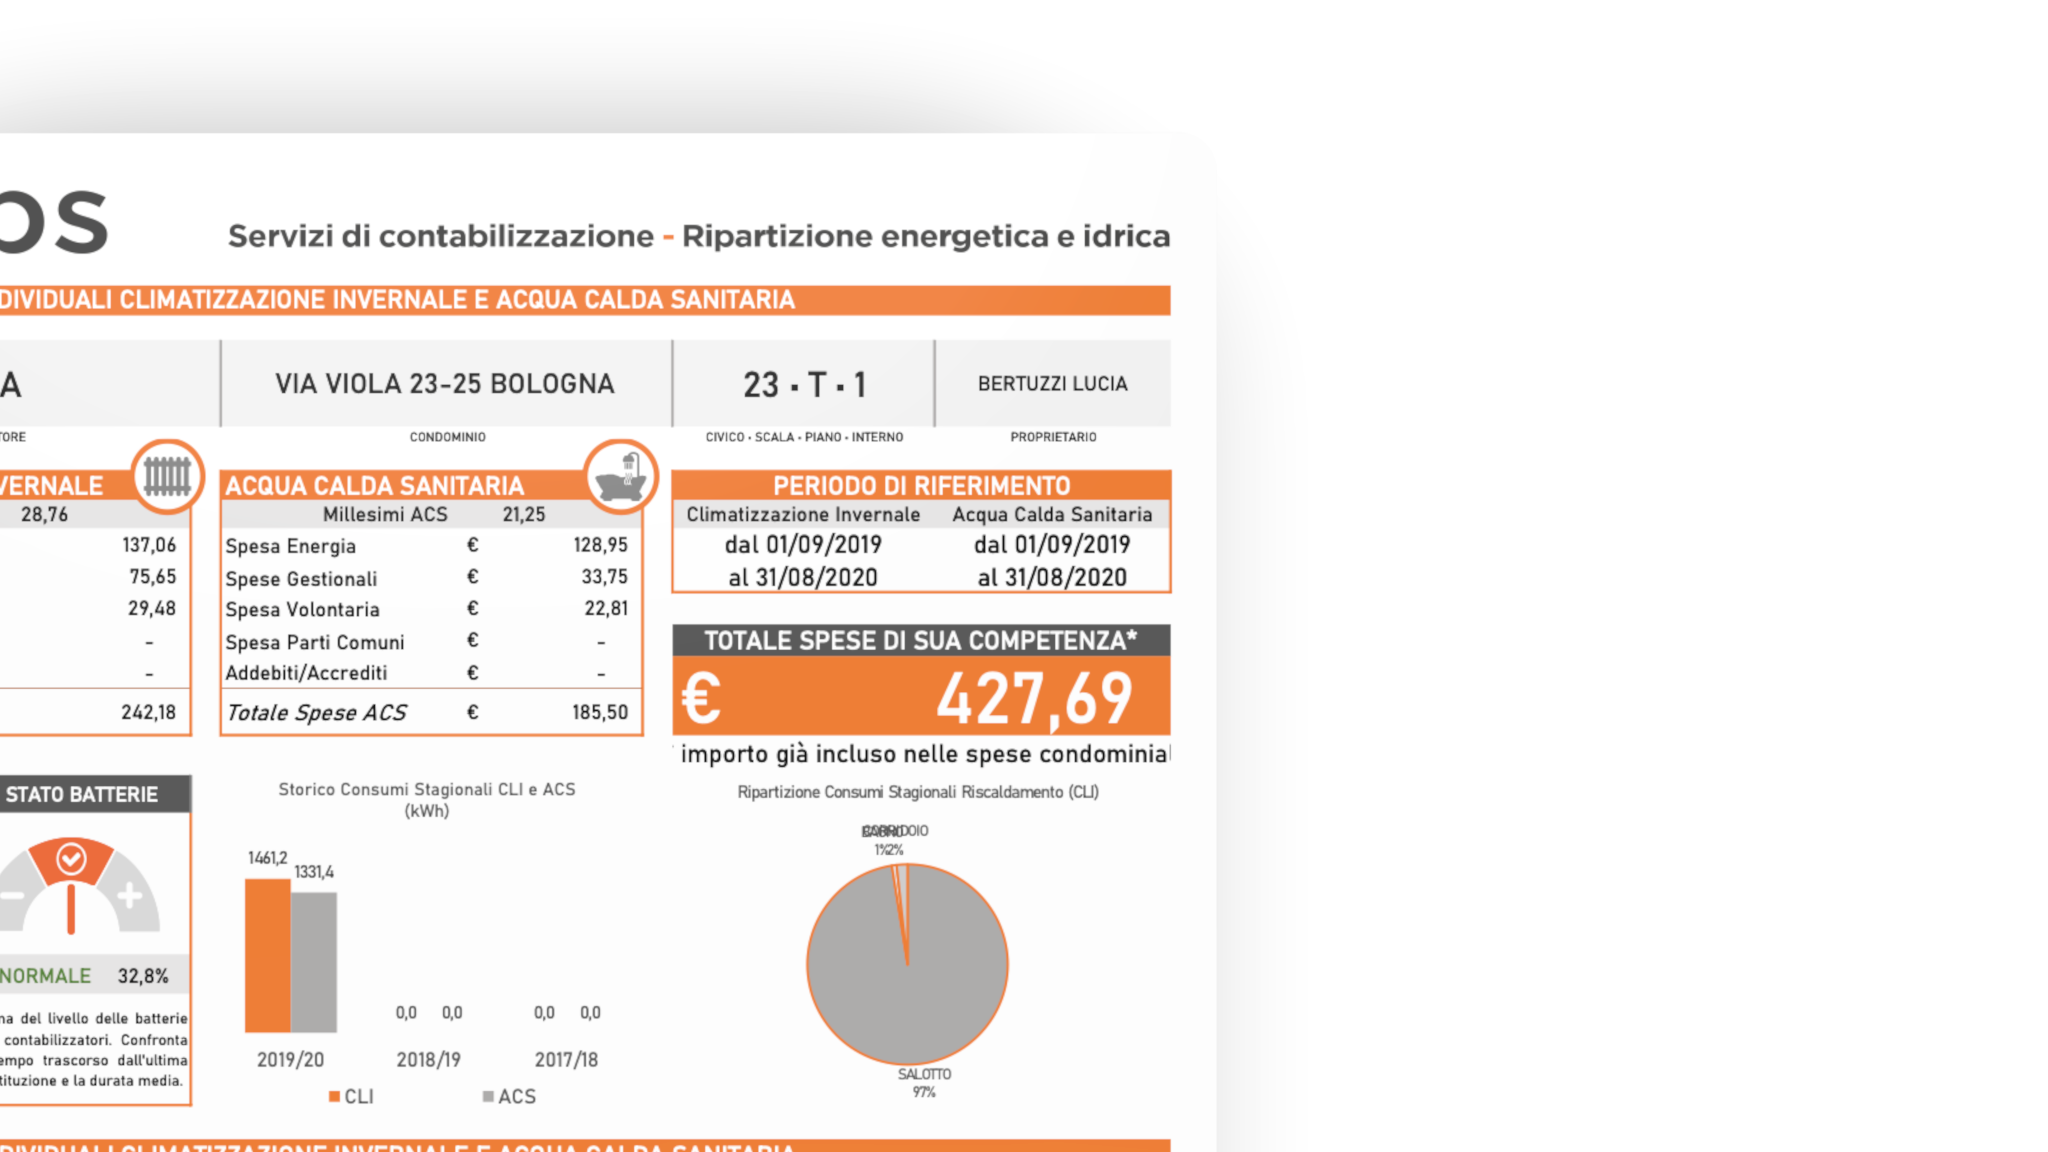 OS
Servizi di contabilizzazione - Ripartizione energetica e idrica
DIVIDUALI CLIMATIZZAZIONE INVERNALE E ACQUA CALDA SANITARIA
A
VIA VIOLA 23-25 BOLOGNA
23 · T · 1
BERTUZZI LUCIA
TORE
CONDOMINIO
CIVICO · SCALA · PIANO · INTERNO
PROPRIETARIO
VERNALE
28,76
137,06
75,65
29,48
-
-
242,18
ACQUA CALDA SANITARIA
Millesimi ACS 21,25
Spesa Energia € 128,95
Spese Gestionali € 33,75
Spesa Volontaria € 22,81
Spesa Parti Comuni € -
Addebiti/Accrediti € -
Totale Spese ACS € 185,50
PERIODO DI RIFERIMENTO
Climatizzazione Invernale Acqua Calda Sanitaria
dal 01/09/2019 dal 01/09/2019
al 31/08/2020 al 31/08/2020
TOTALE SPESE DI SUA COMPETENZA*
€ 427,69
importo già incluso nelle spese condominial
STATO BATTERIE
NORMALE 32,8%
na del livello delle batterie
contabilizzatori. Confronta
empo trascorso dall'ultima
tituzione e la durata media.
Storico Consumi Stagionali CLI e ACS
(kWh)
1461,2
1331,4
0,0 0,0 0,0 0,0
2019/20 2018/19 2017/18
CLI ACS
Ripartizione Consumi Stagionali Riscaldamento (CLI)
CORRIDOIO
1% 2%
SALOTTO
97%
DIVIDUALI CLIMATIZZAZIONE INVERNALE E ACQUA CALDA SANITARIA